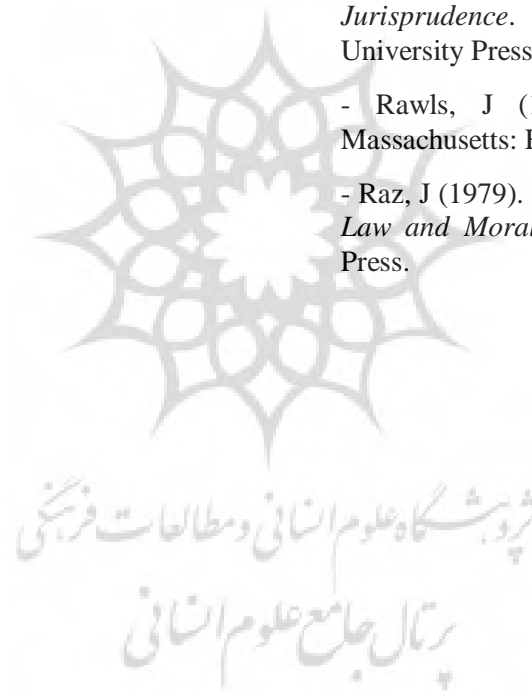 Jurisprudence.
University Press
- Rawls, J (1
Massachusetts:
- Raz, J (1979).
Law and Moral
Press.
پژوهشگاه علوم انسانی و مطالعات فرهنگی
پرتال جامع علوم انسانی